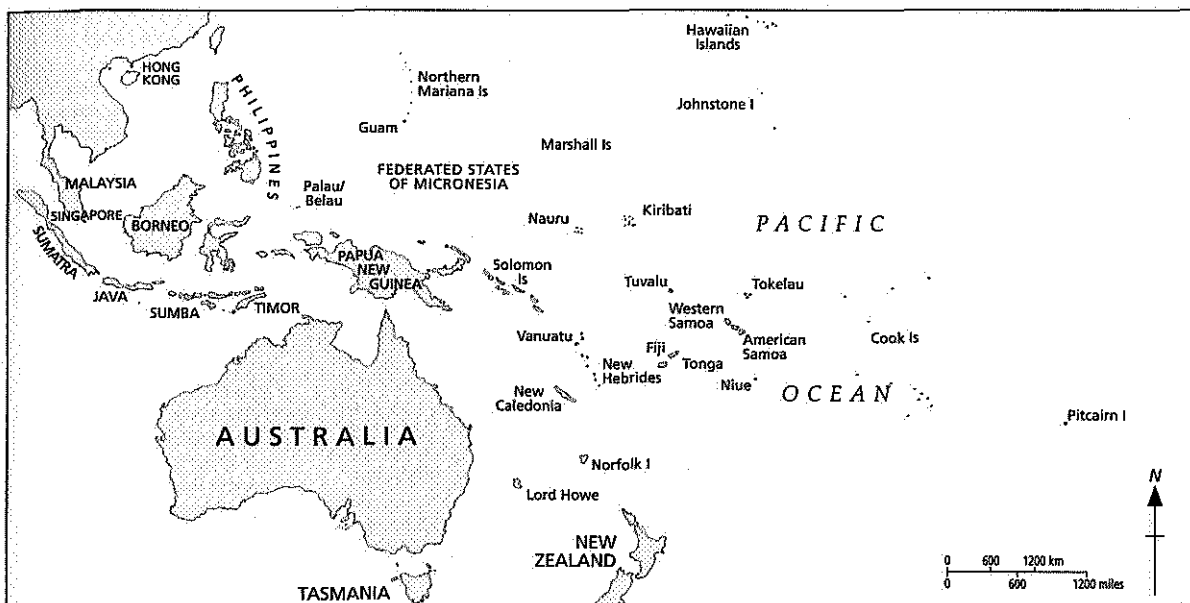 Hawaiian
Islands
HONG
KONG
PHILIPPINES
Northern
Mariana Is
Johnstone I
Guam
Marshall Is
FEDERATED STATES
OF MICRONESIA
MALAYSIA
Palau/
Belau
SINGAPORE
BORNEO
Nauru
Kiribati
PACIFIC
SUMATRA
PAPUA
NEW
GUINEA
Solomon
Is
JAVA
SUMBA
TIMOR
Tuvalu
Tokelau
Western
Samoa
Vanuatu
American
Samoa
Cook Is
Fiji
Tonga
New
Hebrides
Niue
OCEAN
New
Caledonia
Pitcairn I
AUSTRALIA
Norfolk I
Lord Howe
N
NEW
ZEALAND
TASMANIA
0 600 1200 km
0 600 1200 miles